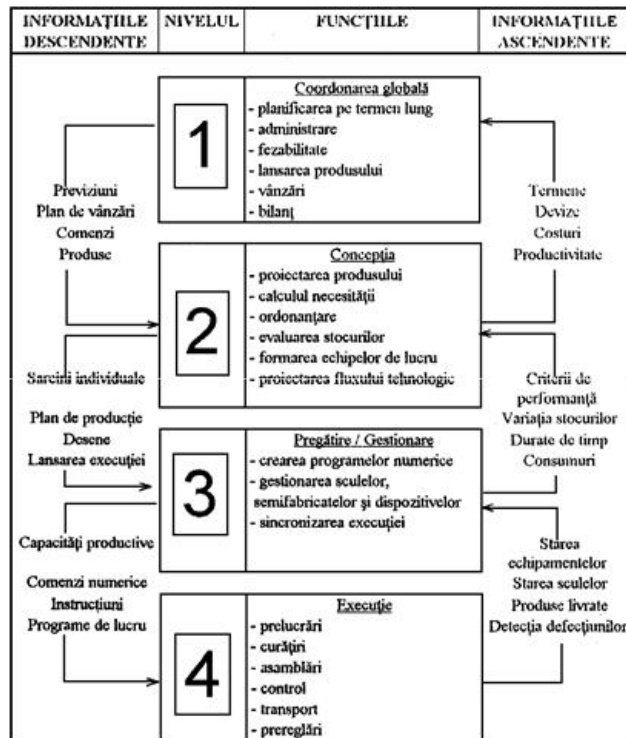 INFORMAȚIILE DESCENDENTE
NIVELUL
FUNCȚIILE
INFORMAȚIILE ASCENDENTE
1
Coordonarea globală
- planificarea pe termen lung
- administrare
- fezabilitate
- lansarea produsului
- vânzări
- bilanț
Previziuni
Plan de vânzări
Comenzi
Produse
Termene
Devize
Costuri
Productivitate
2
Concepția
- proiectarea produsului
- calculul necesității
- ordonanțare
- evaluarea stocurilor
- formarea echipelor de lucru
- proiectarea fluxului tehnologic
Sarcini individuale
Plan de producție
Desene
Lansarea execuției
Criterii de
performanță
Variația stocurilor
Durate de timp
Consumuri
3
Pregătire / Gestionare
- crearea programelor numerice
- gestionarea sculelor,
semifabricatelor și dispozitivelor
- sincronizarea execuției
Capacități productive
Comenzi numerice
Instrucțiuni
Programe de lucru
Starea
echipamentelor
Starea sculelor
Produse livrate
Detecția defecțiunilor
4
Execuție
- prelucrări
- curățiri
- asamblări
- control
- transport
- prereglări